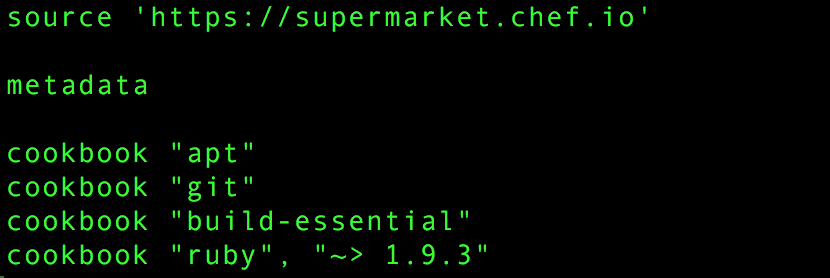 source 'https://supermarket.chef.io'
metadata
cookbook "apt"
cookbook "git"
cookbook "build-essential"
cookbook "ruby", "~> 1.9.3"